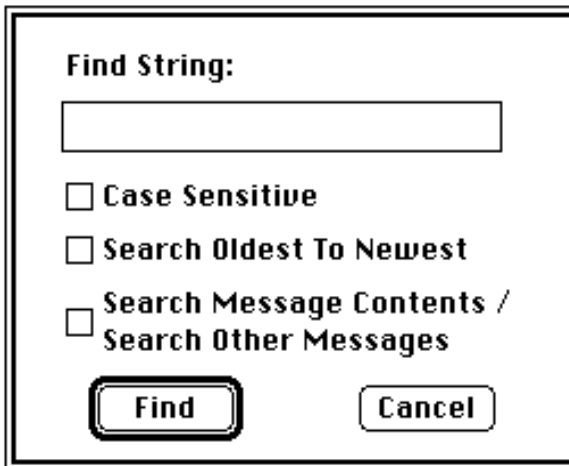 Find String:
Case Sensitive
Search Oldest To Newest
Search Message Contents /
Search Other Messages
Find
Cancel